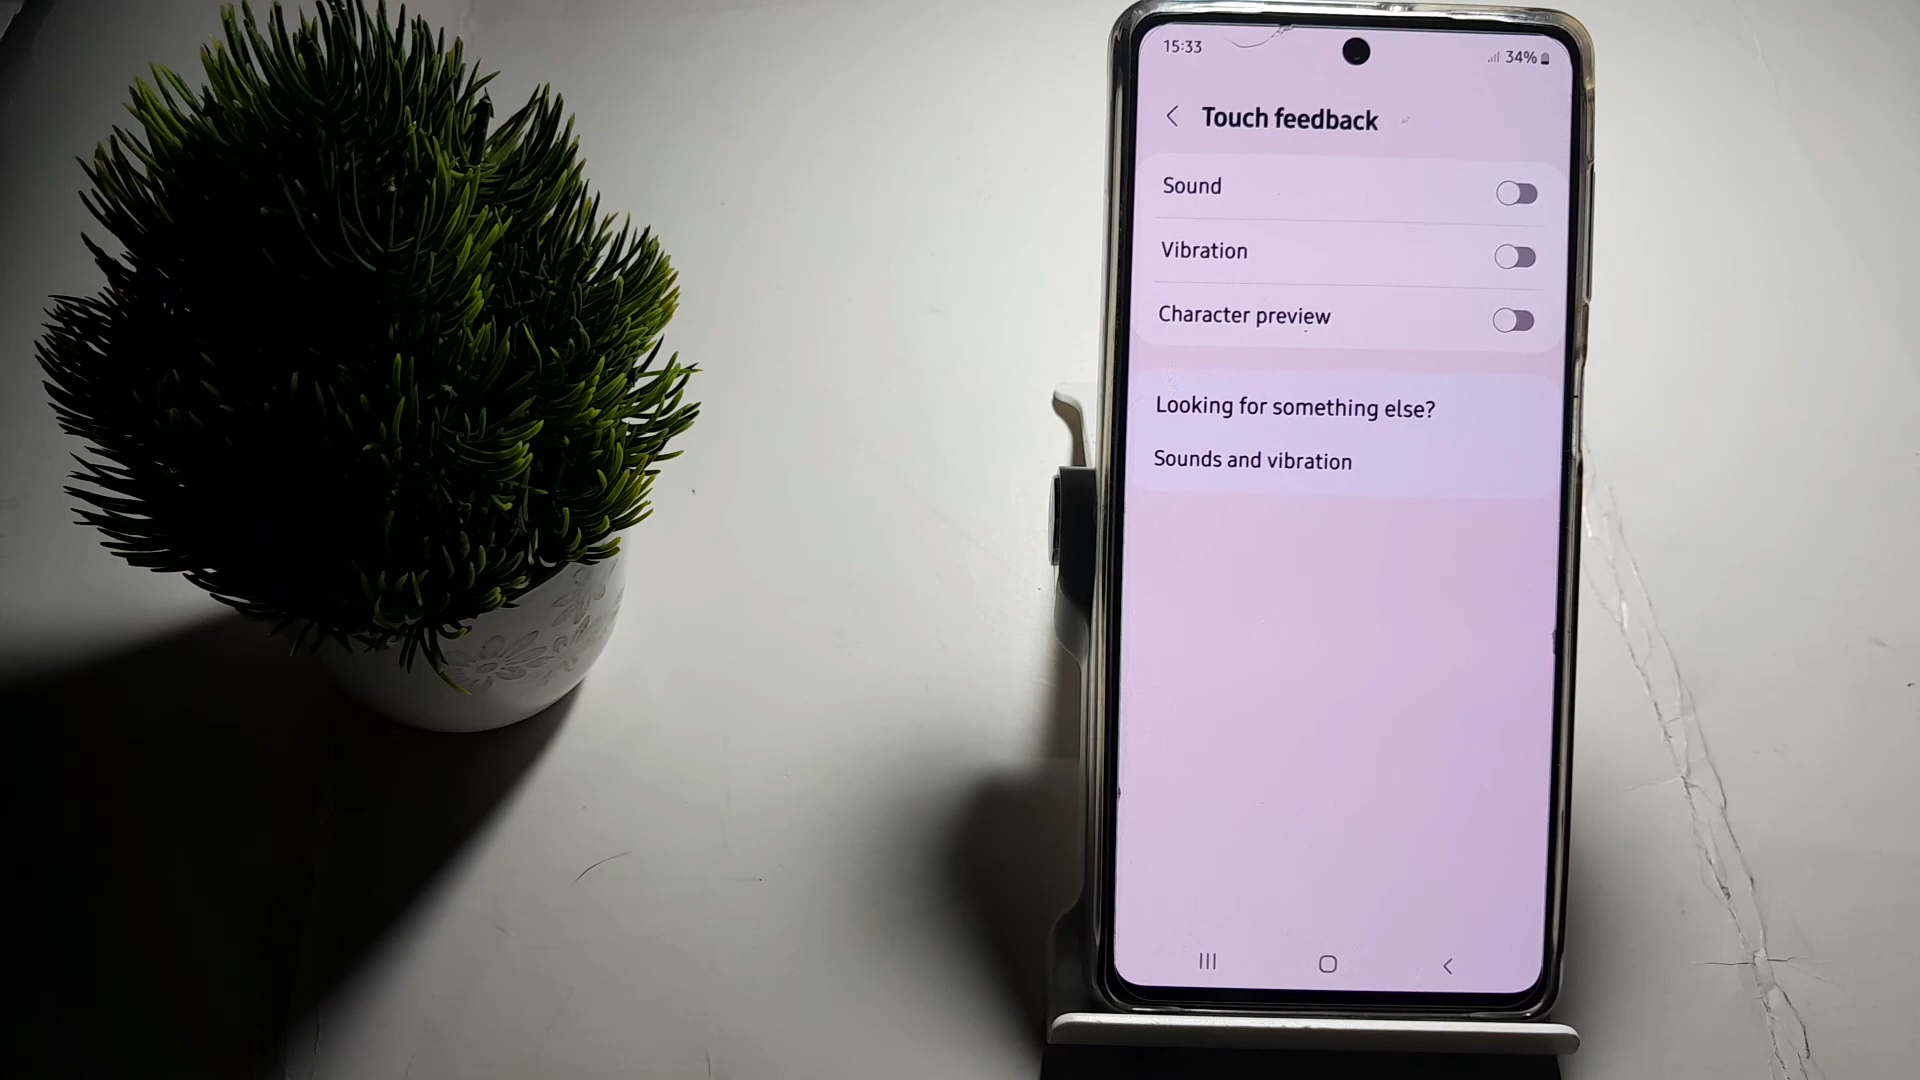 15:33
34%
Touch feedback
Sound
Vibration
Character preview
Looking for something else?
Sounds and vibration